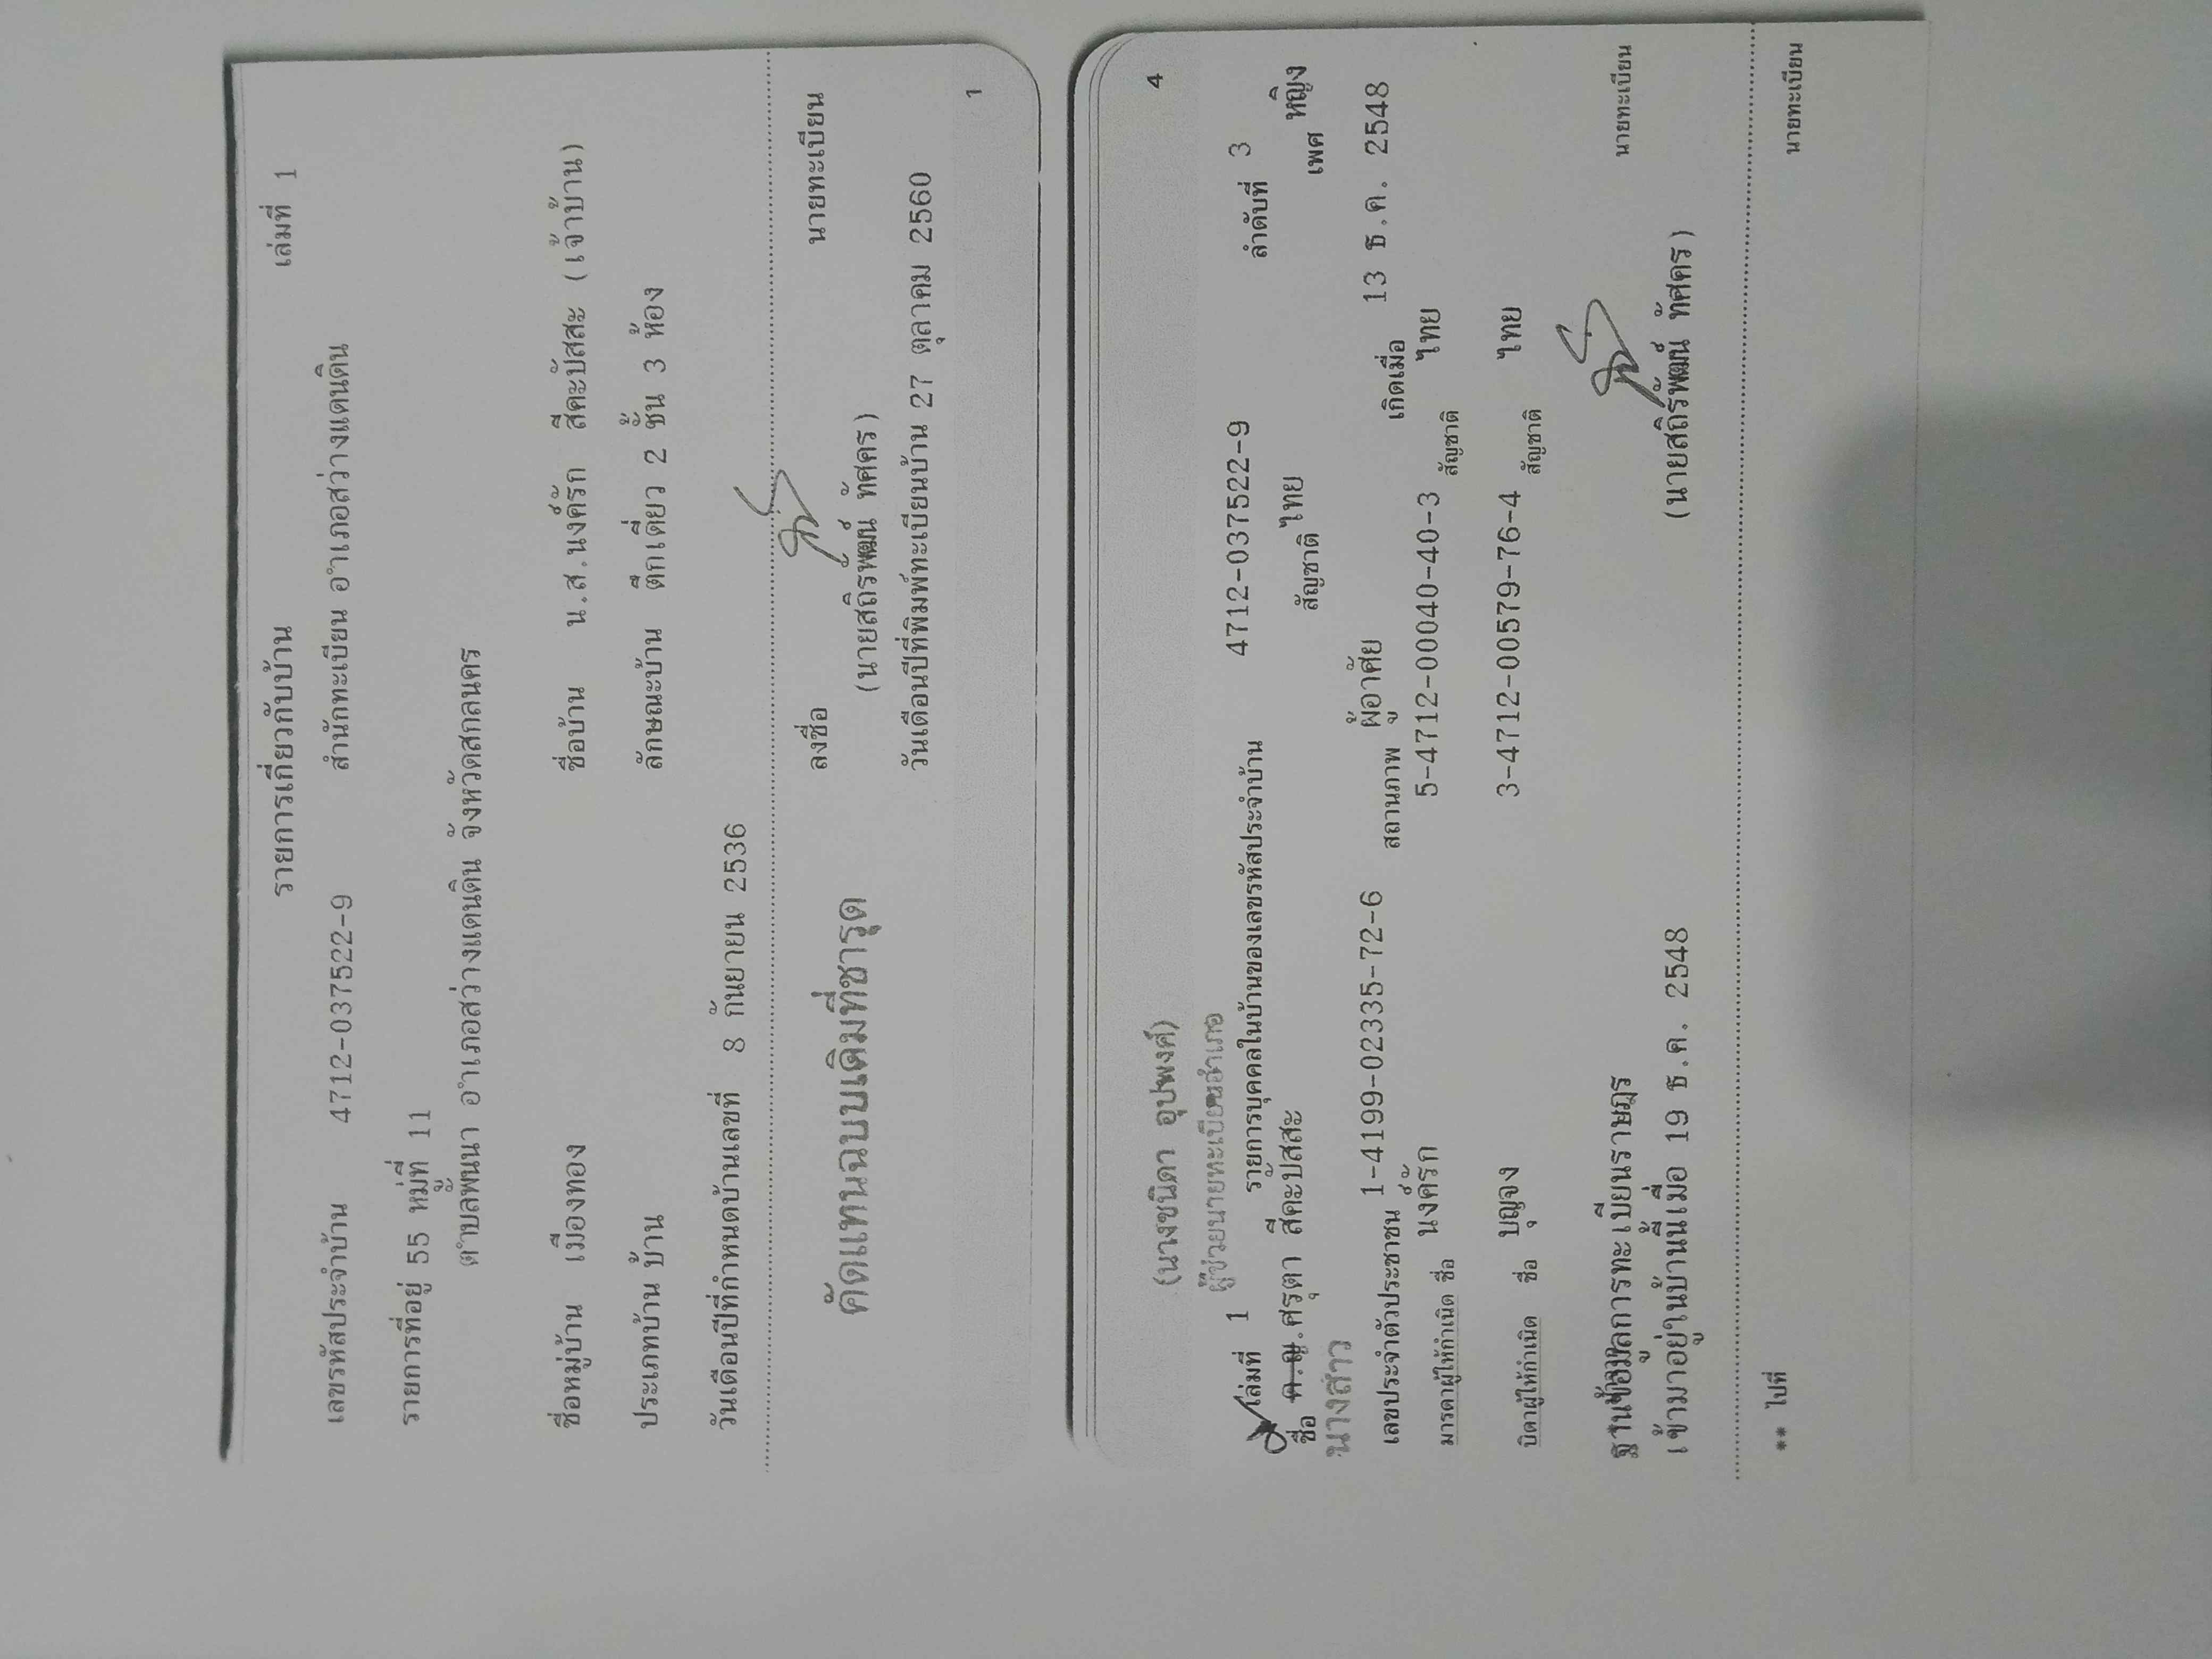 รายการเกี่ยวกับบ้าน เล่มที่ 1
เลขรหัสประจำบ้าน 4712-037522-9 สำนักทะเบียน อำเภอสว่างแดนดิน
รายการที่อยู่ 55 หมู่ที่ 11
ตำบลพันนา อำเภอสว่างแดนดิน จังหวัดสกลนคร
ชื่อหมู่บ้าน เมืองทอง ชื่อบ้าน น.ส.นงค์รัก สีคะปัสสะ (เจ้าบ้าน)
ประเภทบ้าน บ้าน ลักษณะบ้าน ตึกเดี่ยว 2 ชั้น 3 ห้อง
วันเดือนปีที่กำหนดบ้านเลขที่ 8 กันยายน 2536
ลงชื่อ นายทะเบียน
คัดแทนฉบับเดิมที่ชำรุด (นายสถิรพัฒน์ ทัศคร)
วันเดือนปีที่พิมพ์ทะเบียนบ้าน 27 ตุลาคม 2560
1
4
(นางชนิดา อุปพงศ์)
ผู้ช่วยนายทะเบียนอำเภอ
เล่มที่ 1 รายการบุคคลในบ้านของเลขรหัสประจำบ้าน 4712-037522-9 ลำดับที่ 3
ชื่อ ด.ญ.ศรุตา สีคะปัสสะ สัญชาติ ไทย เพศ หญิง
นางสาว
เลขประจำตัวประชาชน 1-4199-02335-72-6 สถานภาพ ผู้อาศัย เกิดเมื่อ 13 ธ.ค. 2548
มารดาผู้ให้กำเนิด ชื่อ นงค์รัก 5-4712-00040-40-3 สัญชาติ ไทย
บิดาผู้ให้กำเนิด ชื่อ บุญจง 3-4712-00579-76-4 สัญชาติ ไทย
ฐานข้อมูลการทะเบียนราษฎร นายทะเบียน
เข้ามาอยู่ในบ้านนี้เมื่อ 19 ธ.ค. 2548 (นายสถิรพัฒน์ ทัศคร)
** ไปที่ นายทะเบียน